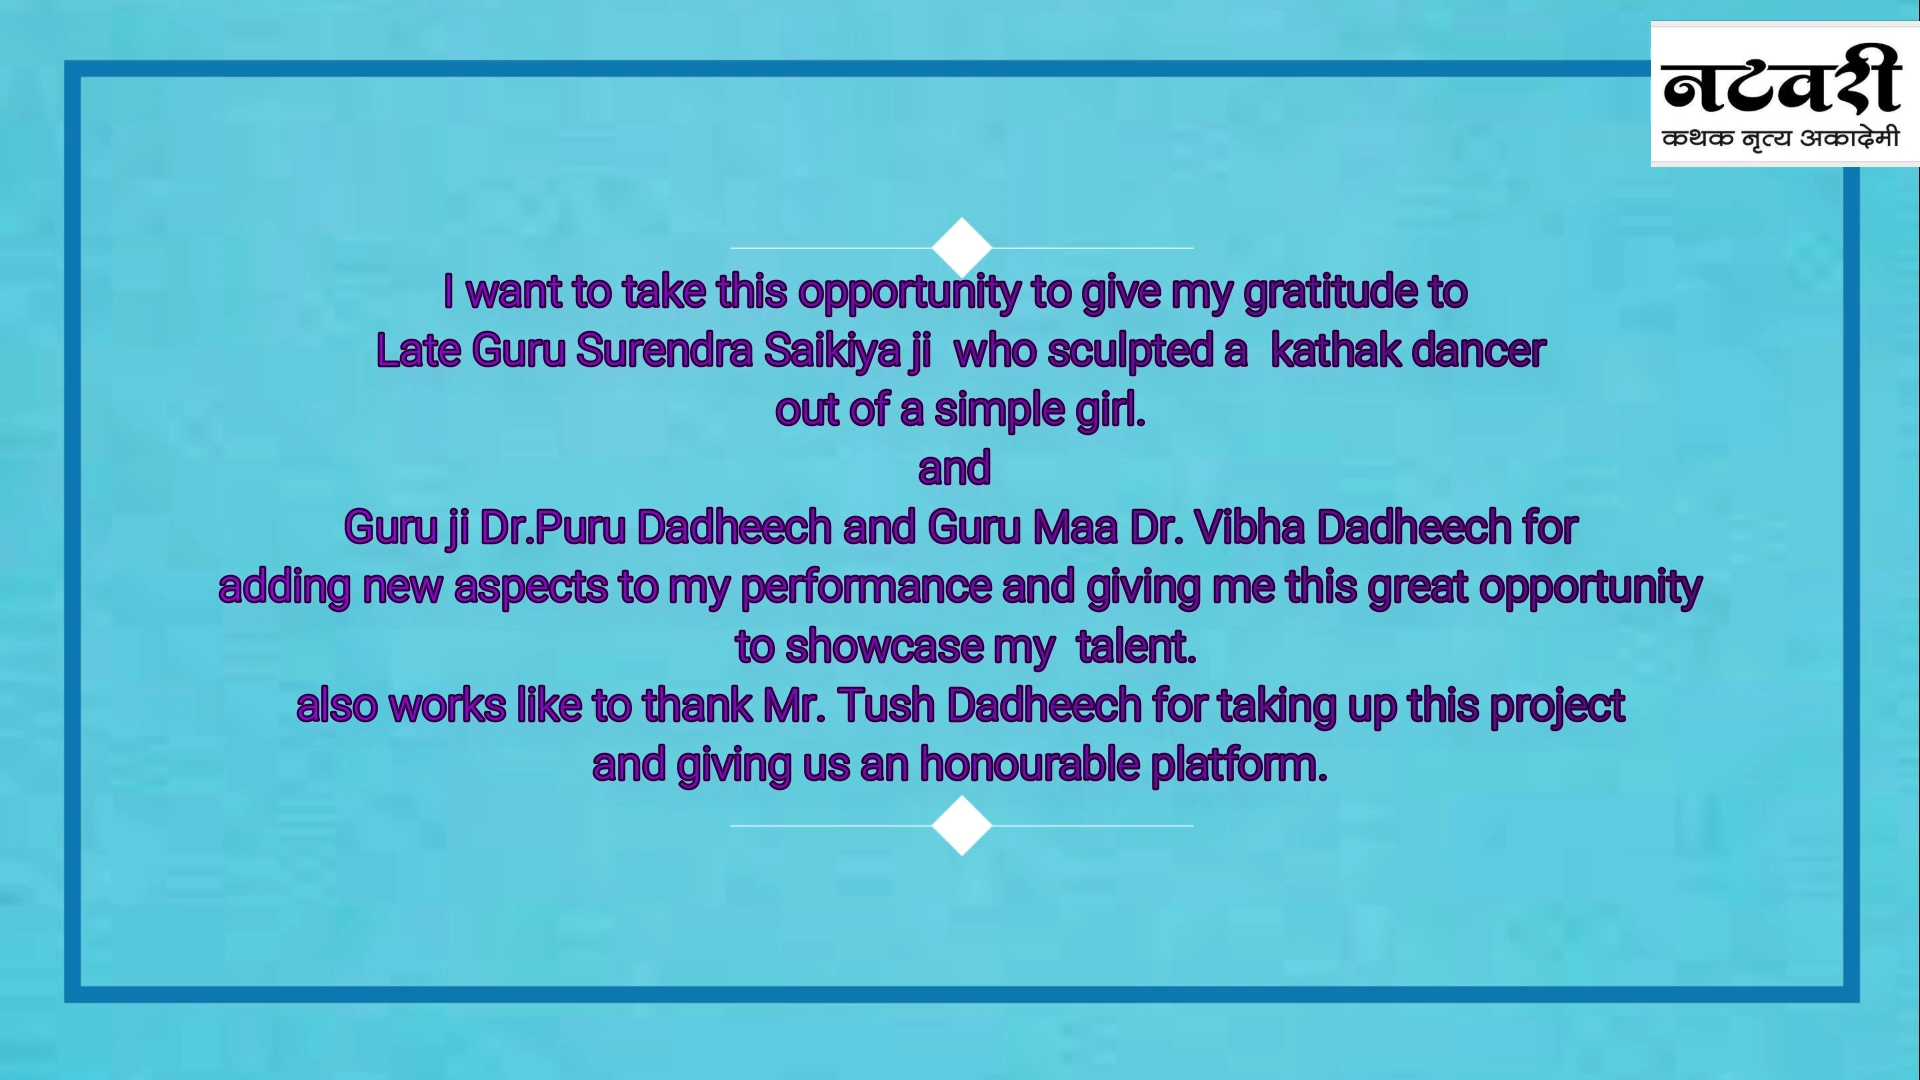 नटवरी
कथक नृत्य अकादेमी
I want to take this opportunity to give my gratitude to
Late Guru Surendra Saikiya ji who sculpted a kathak dancer
out of a simple girl.
and
Guru ji Dr.Puru Dadheech and Guru Maa Dr. Vibha Dadheech for
adding new aspects to my performance and giving me this great opportunity
to showcase my talent.
also works like to thank Mr. Tush Dadheech for taking up this project
and giving us an honourable platform.